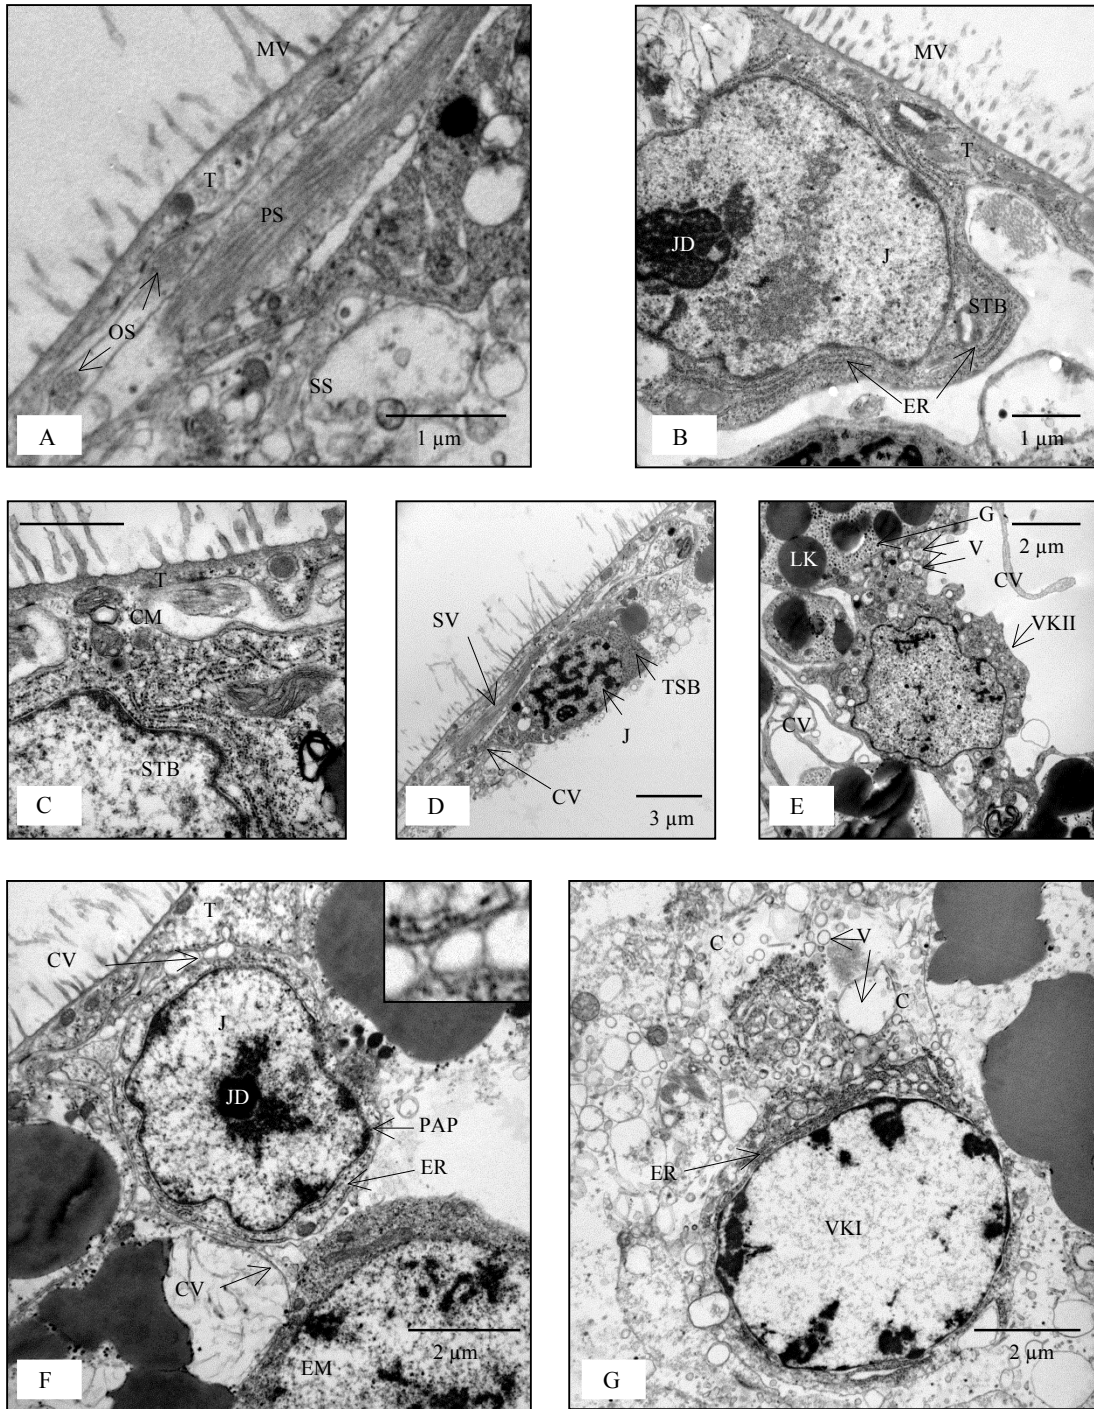 MV
T
PS
OS
SS
A
1 µm
MV
T
JD
J
STB
ER
B
1 µm
T
CM
STB
C
SV
TSB
J
CV
D
3 µm
G
2 µm
LK
V
CV
VKII
CV
E
T
CV
J
JD
PAP
ER
CV
2 µm
EM
F
C
V
C
ER
VKI
2 µm
G